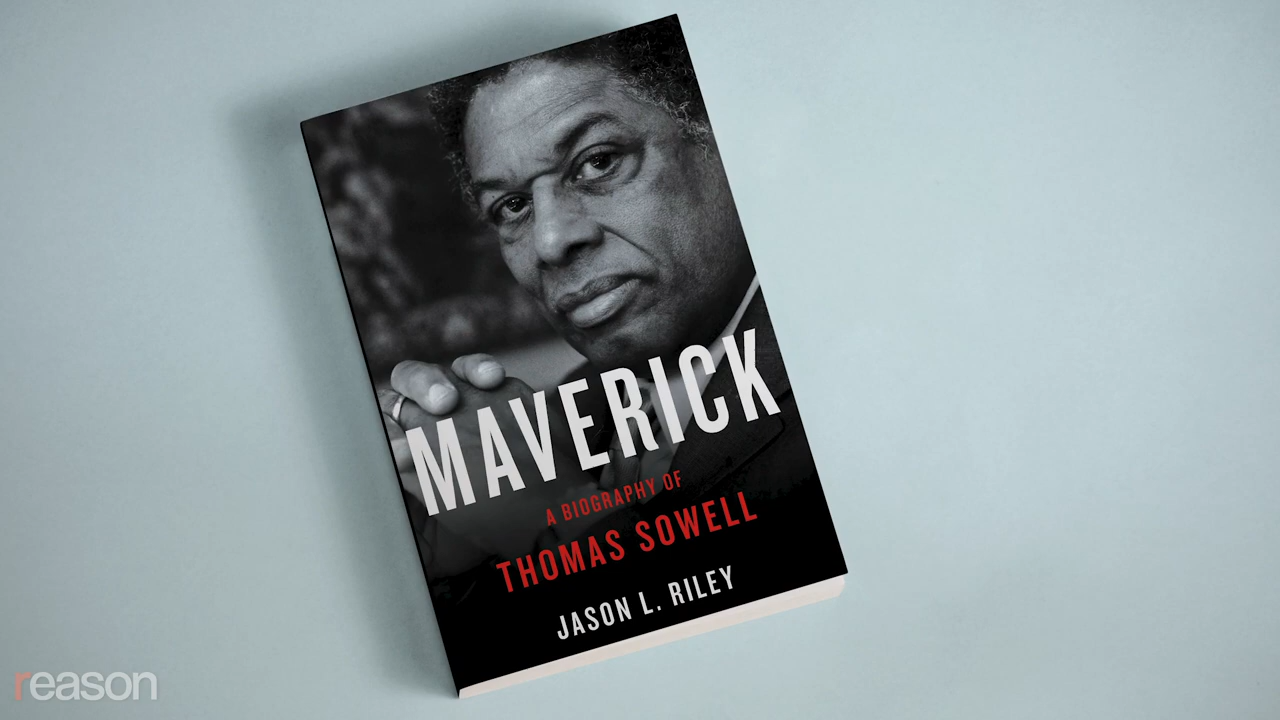 MAVERICK
A BIOGRAPHY OF
THOMAS SOWELL
JASON L. RILEY
reason